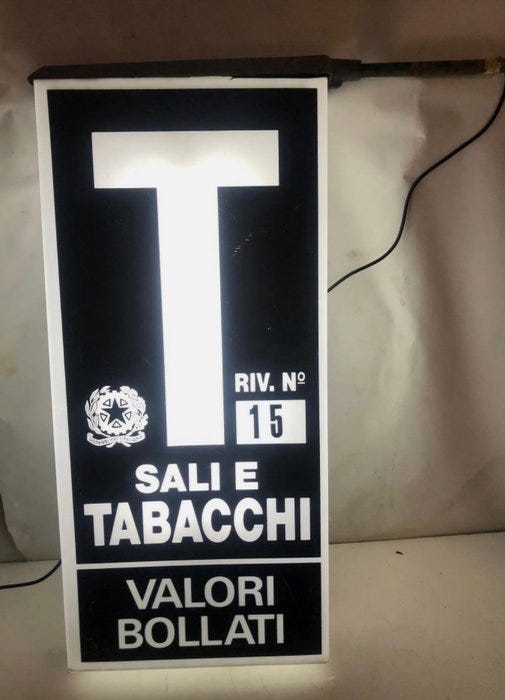 T
RIV. Nº
15
SALI E
TABACCHI
VALORI
BOLLATI